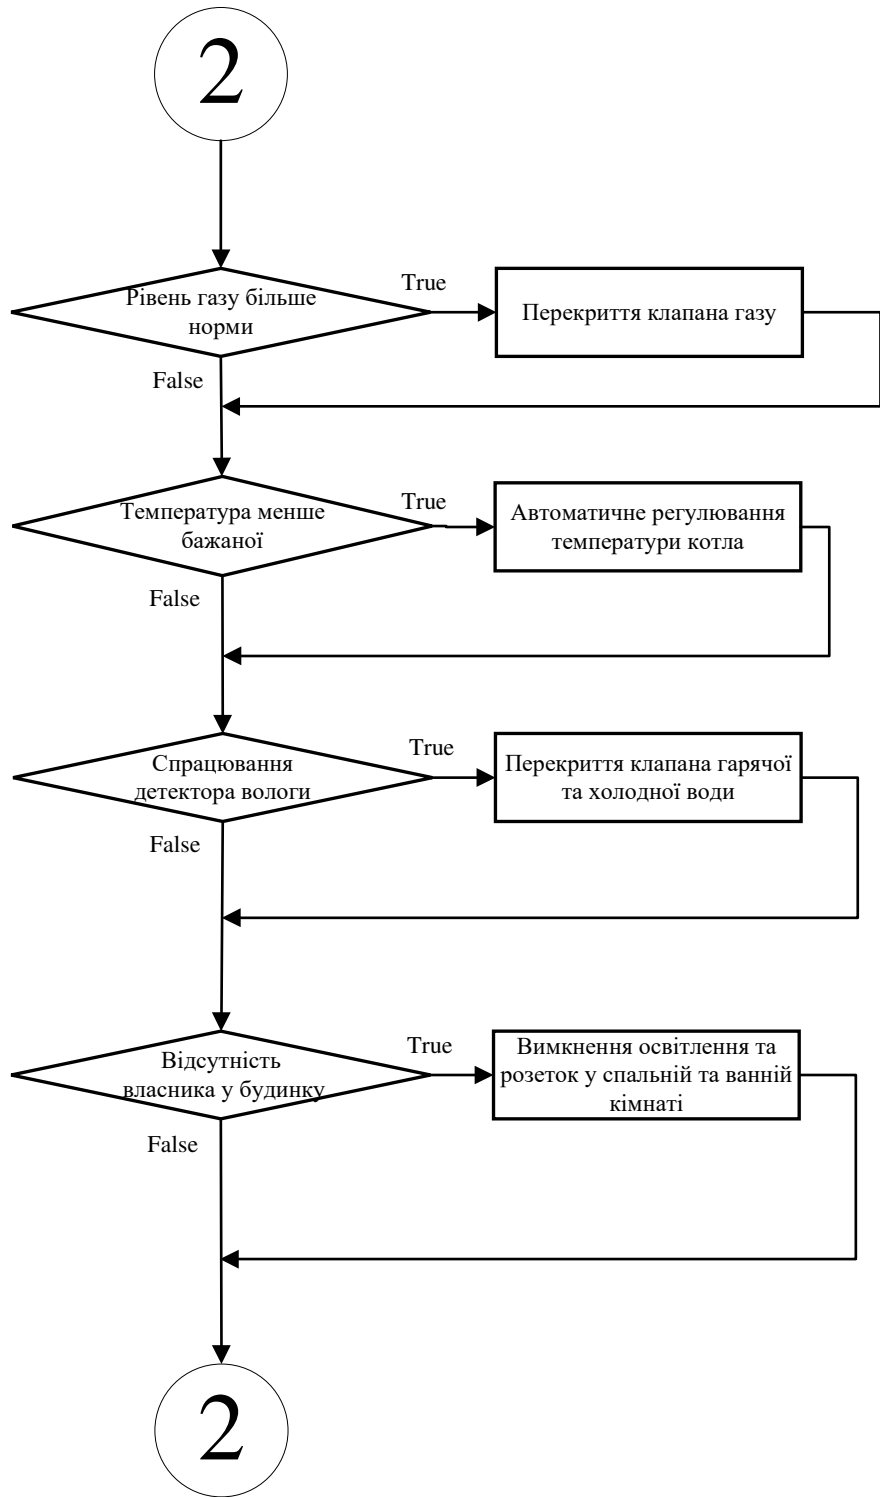 2
Рівень газу більше
норми
True
Перекриття клапана газу
False
Температура менше
бажаної
True
Автоматичне регулювання
температури котла
False
Спрацювання
детектора вологи
True
Перекриття клапана гарячої
та холодної води
False
Відсутність
власника у будинку
True
Вимкнення освітлення та
розеток у спальній та ванній
кімнаті
False
2